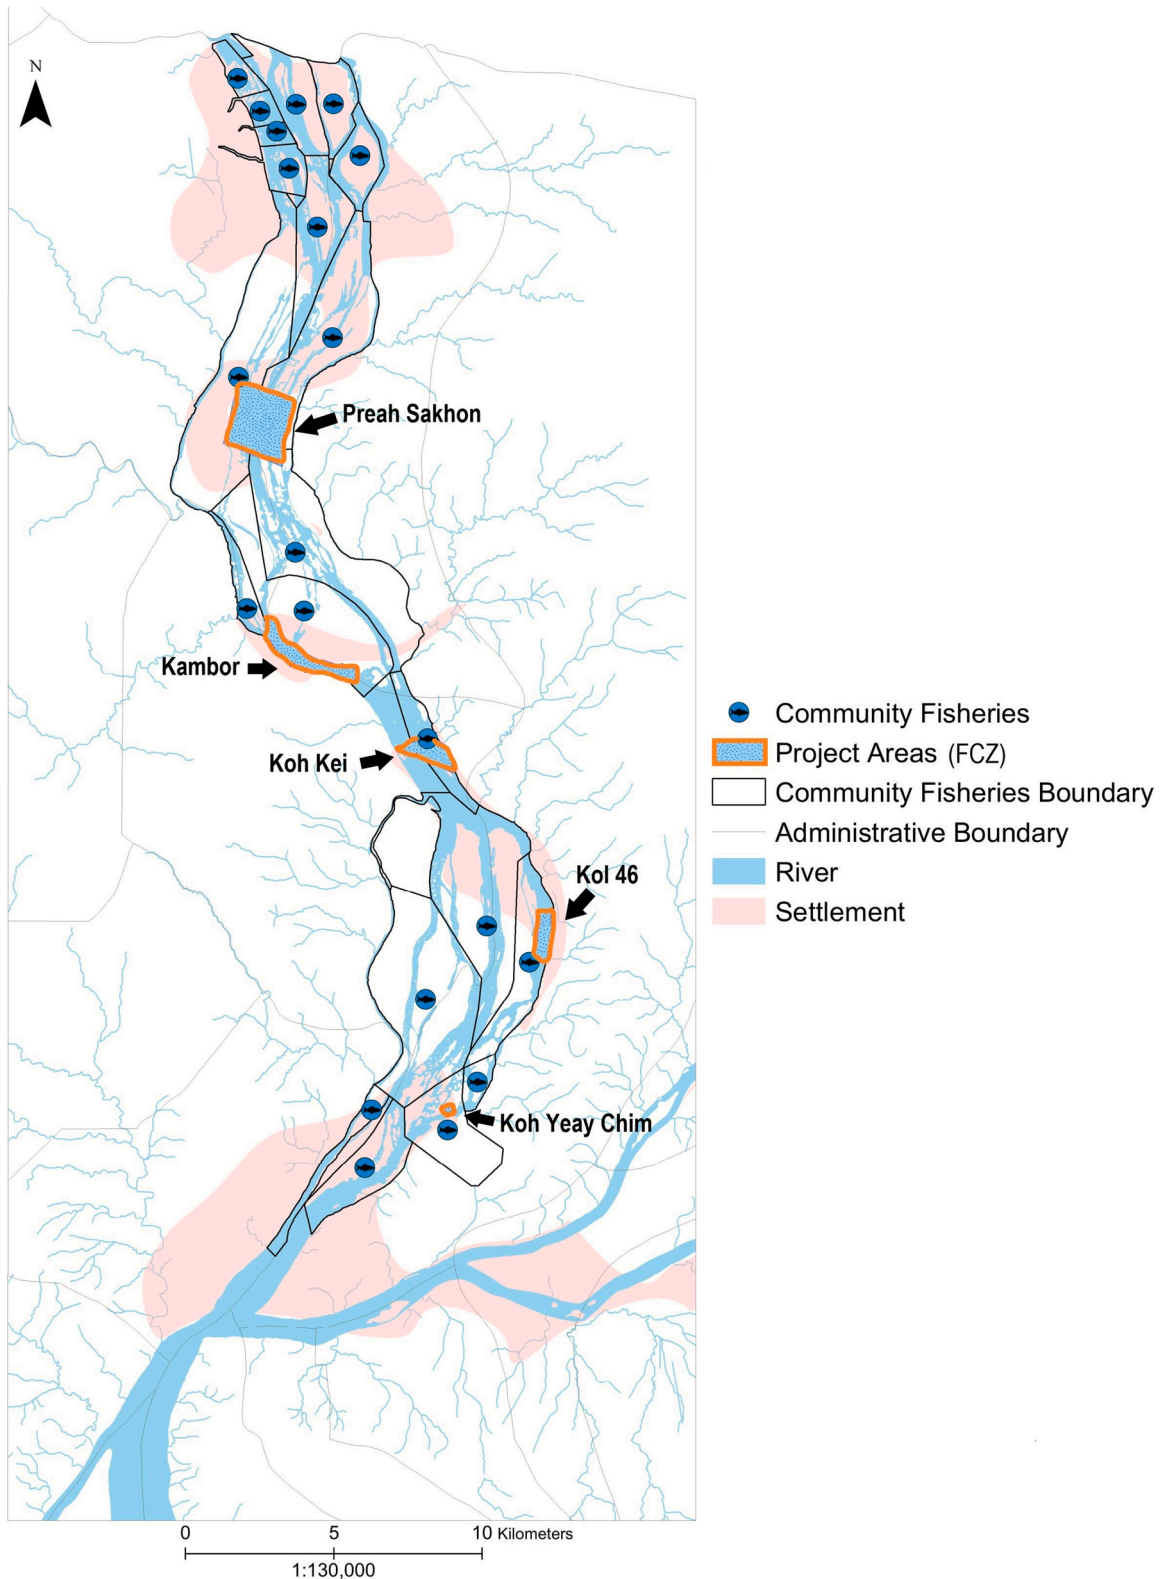 N
Preah Sakhon
Kambor
Koh Kei
Kol 46
Koh Yeay Chim
Community Fisheries
Project Areas (FCZ)
Community Fisheries Boundary
Administrative Boundary
River
Settlement
0 5 10 Kilometers
1:130,000